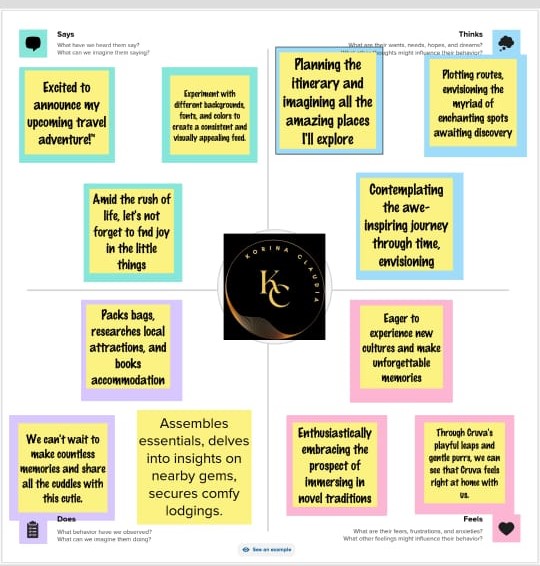 Says
What have we heard them say?
What can we imagine them saying?
Thinks
What are their wants, needs, hopes, and dreams?
What other thoughts might influence their behavior?
Excited to
announce my
upcoming travel
adventure!"
Experiment with
different backgrounds,
fonts, and colors to
create a consistent and
visually appealing feed.
Planning the
itinerary and
imagining all the
amazing places
I'll explore
Plotting routes,
envisioning the
myriad of
enchanting spots
awaiting discovery
Amid the rush of
life, let's not
forget to fnd joy
in the little
things
Contemplating
the awe-
inspiring journey
through time,
envisioning
KORINA CLAUDIA
KC
Packs bags,
researches local
attractions, and
books
accommodation
Eager to
experience new
cultures and make
unforgettable
memories
We can't wait to
make countless
memories and share
all the cuddles with
this cutie.
Assembles
essentials, delves
into insights on
nearby gems,
secures comfy
lodgings.
Enthusiastically
embracing the
prospect of
immersing in
novel traditions
Through Cruva's
playful leaps and
gentle purrs, we can
see that Cruva feels
right at home with
us.
Does
What behavior have we observed?
What can we imagine them doing?
Feels
What are their fears, frustrations, and anxieties?
What other feelings might influence their behavior?
See an example